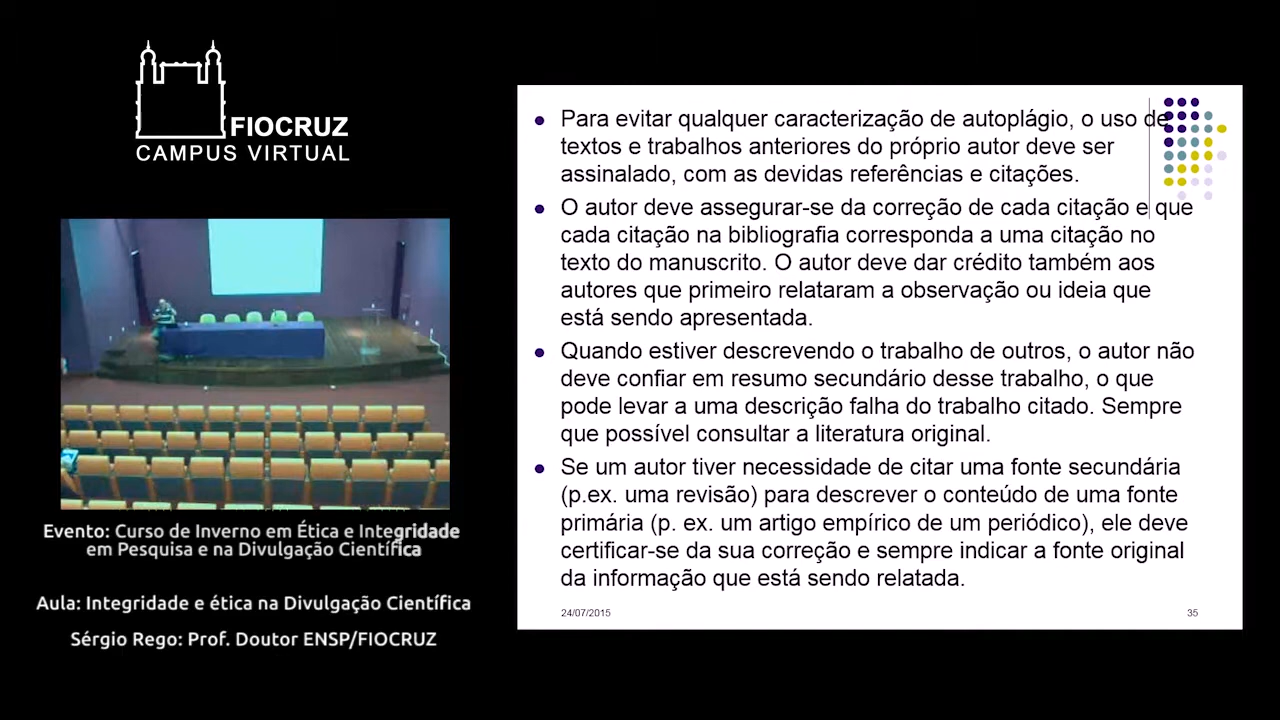 FIOCRUZ
CAMPUS VIRTUAL
Evento: Curso de Inverno em Ética e Integridade
em Pesquisa e na Divulgação Científica
Aula: Integridade e ética na Divulgação Científica
Sérgio Rego: Prof. Doutor ENSP/FIOCRUZ
Para evitar qualquer caracterização de autoplágio, o uso de
textos e trabalhos anteriores do próprio autor deve ser
assinalado, com as devidas referências e citações.
O autor deve assegurar-se da correção de cada citação e que
cada citação na bibliografia corresponda a uma citação no
texto do manuscrito. O autor deve dar crédito também aos
autores que primeiro relataram a observação ou ideia que
está sendo apresentada.
Quando estiver descrevendo o trabalho de outros, o autor não
deve confiar em resumo secundário desse trabalho, o que
pode levar a uma descrição falha do trabalho citado. Sempre
que possível consultar a literatura original.
Se um autor tiver necessidade de citar uma fonte secundária
(p.ex. uma revisão) para descrever o conteúdo de uma fonte
primária (p. ex. um artigo empírico de um periódico), ele deve
certificar-se da sua correção e sempre indicar a fonte original
da informação que está sendo relatada.
24/07/2015
35